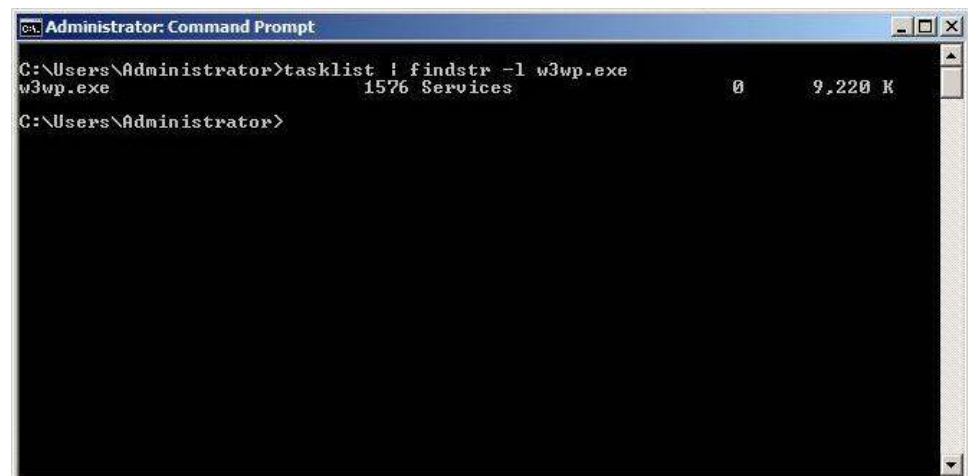 Administrator: Command Prompt
C:\Users\Administrator>tasklist | findstr -l w3wp.exe
w3wp.exe 1576 Services 0 9,220 K
C:\Users\Administrator>